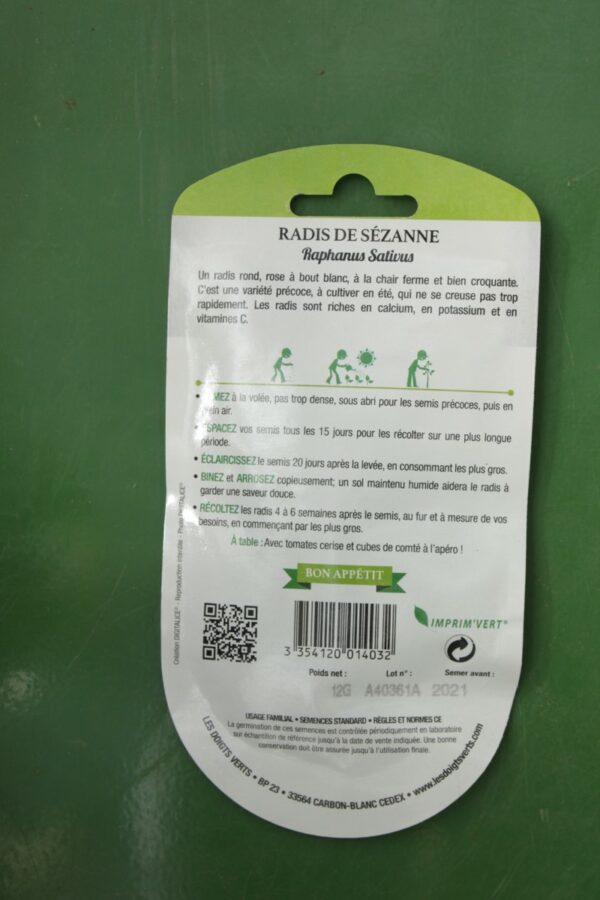 RADIS DE SÉZANNE
Raphanus Sativus
Un radis rond, rose à bout blanc, à la chair ferme et bien croquante.
C'est une variété précoce, à cultiver en été, qui ne se creuse pas trop
rapidement. Les radis sont riches en calcium, en potassium et en
vitamines C.
• SEMEZ à la volée, pas trop dense, sous abri pour les semis précoces, puis en
plein air.
• ESPACEZ vos semis tous les 15 jours pour les récolter sur une plus longue
période.
• ÉCLAIRCISSEZ le semis 20 jours après la levée, en consommant les plus gros.
• BINEZ et ARROSEZ copieusement; un sol maintenu humide aidera le radis à
garder une saveur douce.
• RÉCOLTEZ les radis 4 à 6 semaines après le semis, au fur et à mesure de vos
besoins, en commençant par les plus gros.
À table : Avec tomates cerise et cubes de comté à l'apéro !
BON APPÉTIT
Création DIGITALICE® - Reproduction interdite - Photo DIGITALICE®
IMPRIM'VERT®
3 354120 014032
Poids net : Lot n° : Semer avant :
12G A40361A 2021
USAGE FAMILIAL • SEMENCES STANDARD • RÈGLES ET NORMES CE
La germination de ces semences est contrôlée périodiquement en laboratoire
sur échantillon de référence jusqu'à la date de vente indiquée. Une bonne
conservation doit être assurée jusqu'à l'utilisation finale.
LES DOIGTS VERTS • BP 23 • 33564 CARBON-BLANC CEDEX • www.lesdoigtsverts.com